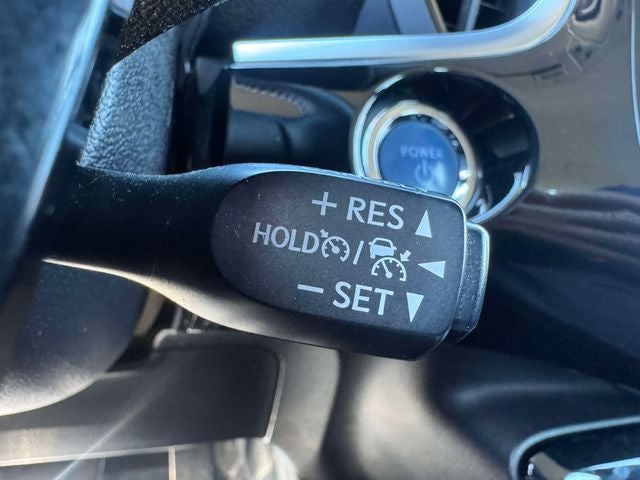 POWER
+ RES
HOLD /
− SET